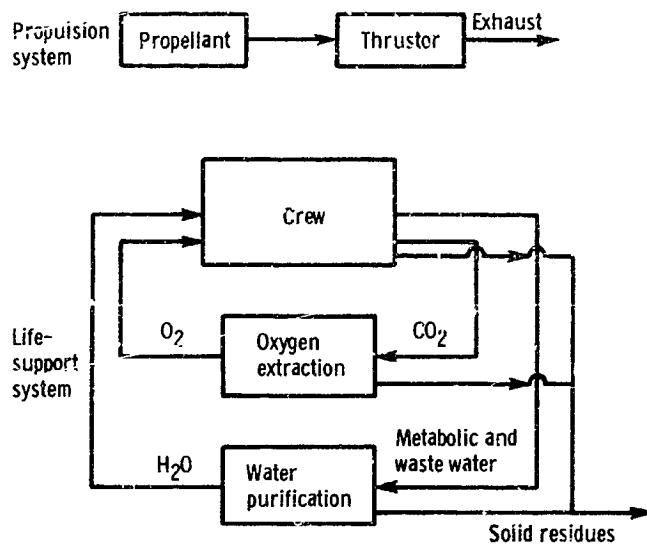 Propulsion
system
Propellant
Thrustor
Exhaust
Crew
Life-
support
system
O2
Oxygen
extraction
CO2
H2O
Water
purification
Metabolic and
waste water
Solid residues